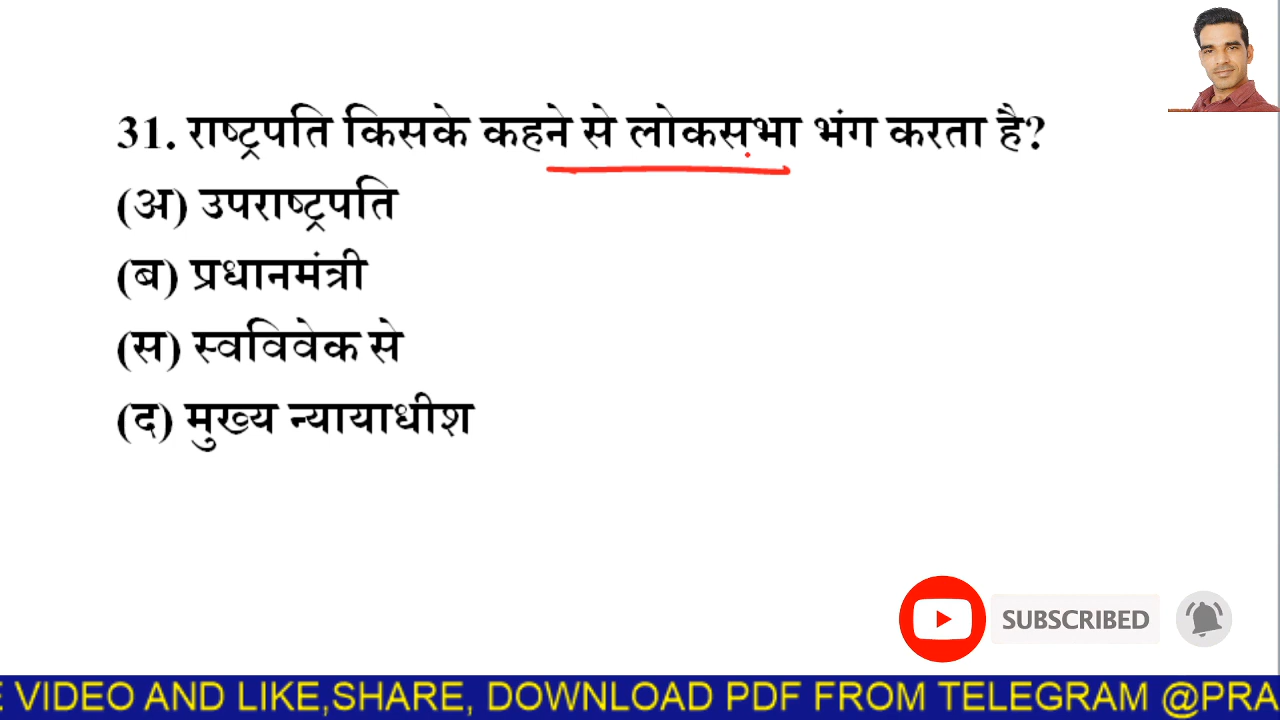 31. राष्ट्रपति किसके कहने से लोकसभा भंग करता है?
(अ) उपराष्ट्रपति
(ब) प्रधानमंत्री
(स) स्वविवेक से
(द) मुख्य न्यायाधीश
SUBSCRIBED
E VIDEO AND LIKE,SHARE, DOWNLOAD PDF FROM TELEGRAM @PRA